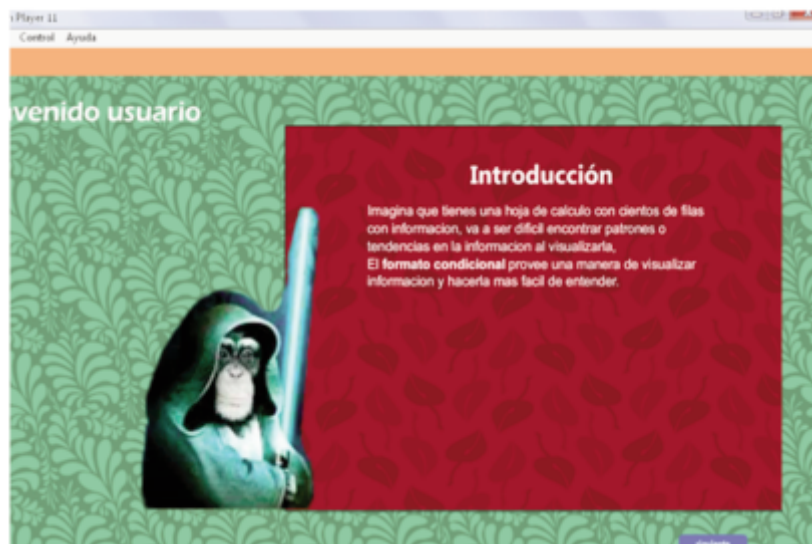 Player 11
Control Ayuda
nvenido usuario
Introducción
Imagina que tienes una hoja de calculo con cientos de filas
con informacion, va a ser dificil encontrar patrones o
tendencias en la informacion al visualizarla,
El formato condicional provee una manera de visualizar
informacion y hacerla mas facil de entender.
siguiente